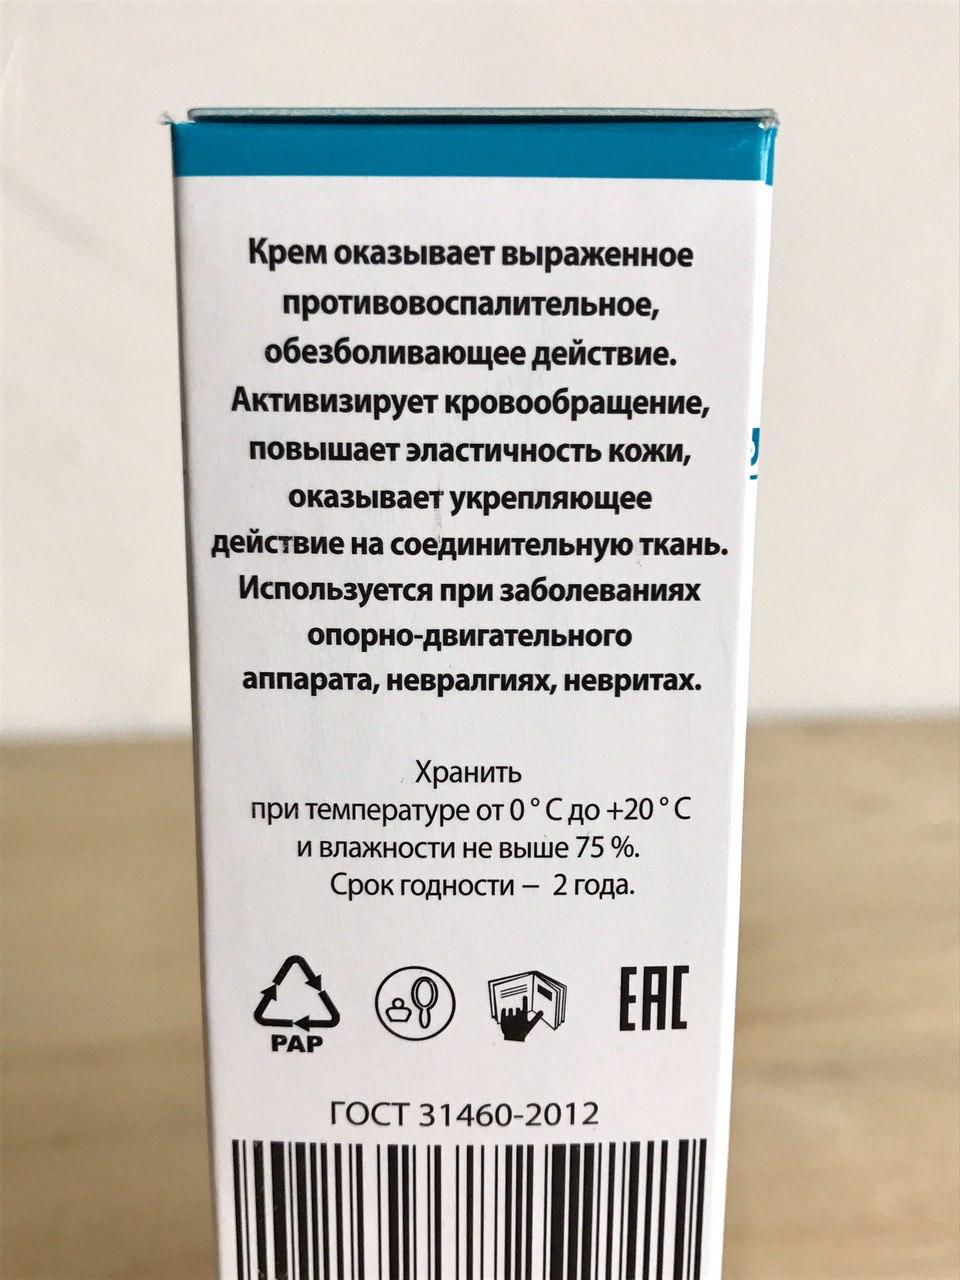 Крем оказывает выраженное
противовоспалительное,
обезболивающее действие.
Активизирует кровообращение,
повышает эластичность кожи,
оказывает укрепляющее
действие на соединительную ткань.
Используется при заболеваниях
опорно-двигательного
аппарата, невралгиях, невритах.
Хранить
при температуре от 0 ° С до +20 ° С
и влажности не выше 75 %.
Срок годности – 2 года.
PAP
ЕАС
ГОСТ 31460-2012